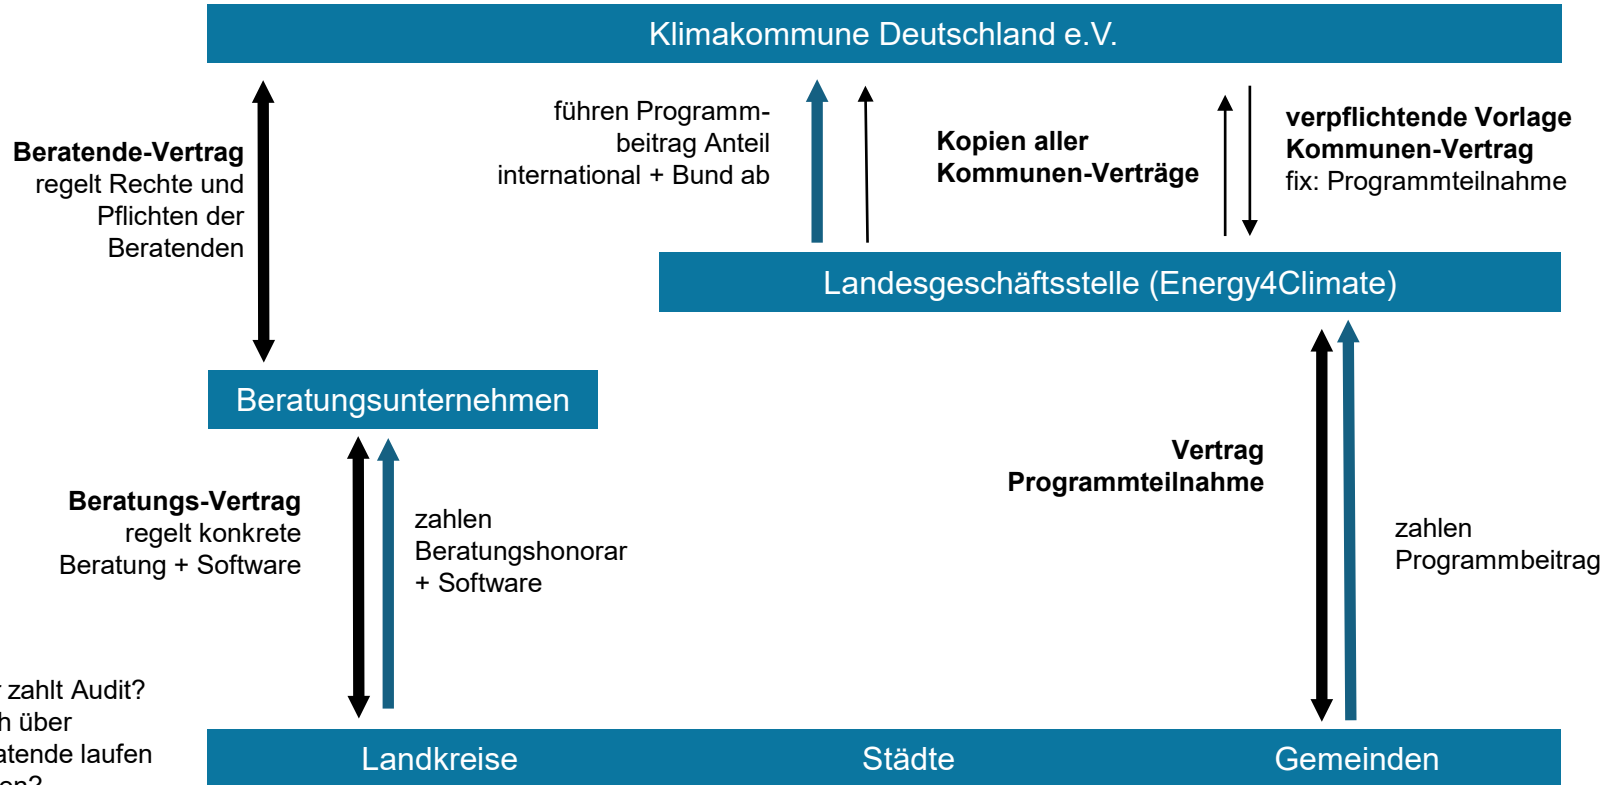 Klimakommune Deutschland e.V.
Beratende-Vertrag
regelt Rechte und
Pflichten der
Beratenden
führen Programm-
beitrag Anteil
international + Bund ab
Kopien aller
Kommunen-Verträge
verpflichtende Vorlage
Kommunen-Vertrag
fix: Programmteilnahme
Landesgeschäftsstelle (Energy4Climate)
Beratungsunternehmen
Beratungs-Vertrag
regelt konkrete
Beratung + Software
zahlen
Beratungshonorar
+ Software
Vertrag
Programmteilnahme
zahlen
Programmbeitrag
zahlt Audit?
über
laufen
Landkreise
Städte
Gemeinden